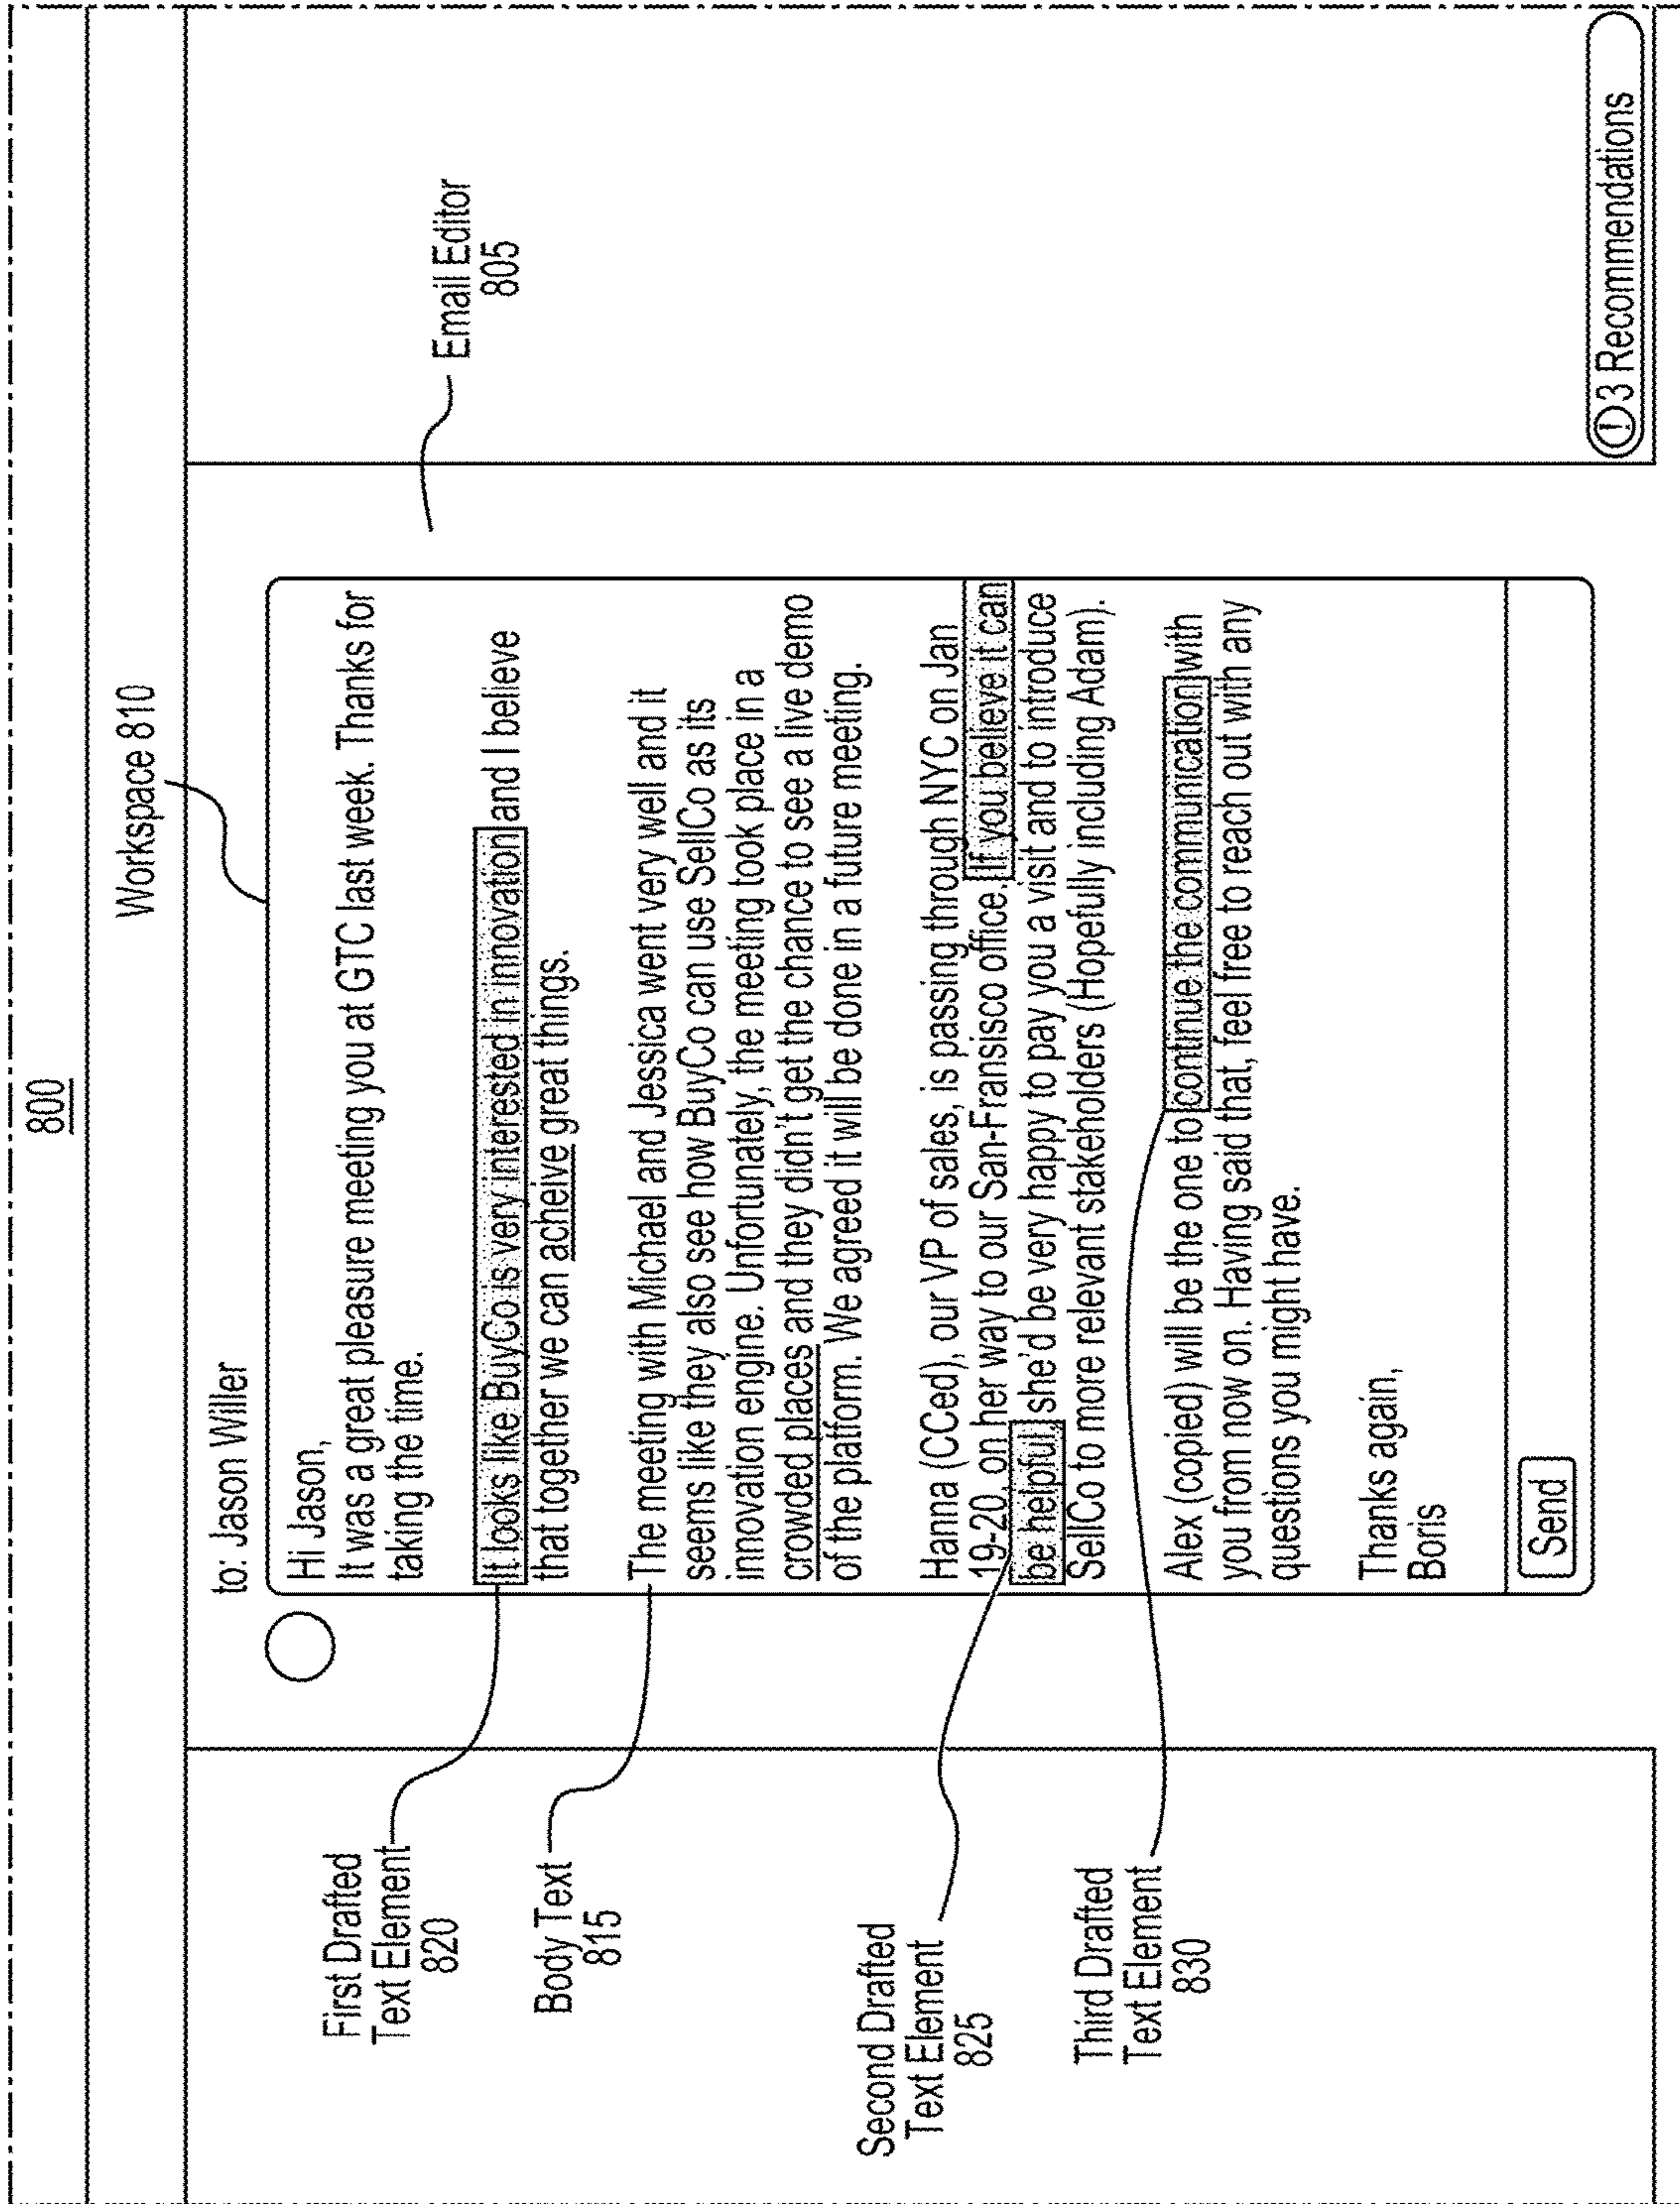 800
Workspace 810
to: Jason Willer
Hi Jason,
It was a great pleasure meeting you at GTC last week. Thanks for
taking the time.
It looks like BuyCo is very interested in innovation and I believe
that together we can acheive great things.
The meeting with Michael and Jessica went very well and it
seems like they also see how BuyCo can use SellCo as its
innovation engine. Unfortunately, the meeting took place in a
crowded places and they didn't get the chance to see a live demo
of the platform. We agreed it will be done in a future meeting.
Hanna (CCed), our VP of sales, is passing through NYC on Jan
19-20, on her way to our San-Fransisco office. If you believe it can
be helpful, she'd be very happy to pay you a visit and to introduce
SellCo to more relevant stakeholders (Hopefully including Adam).
Alex (copied) will be the one to continue the communication with
you from now on. Having said that, feel free to reach out with any
questions you might have.
Thanks again,
Boris
Send
First Drafted
Text Element
820
Body Text
815
Second Drafted
Text Element
825
Third Drafted
Text Element
830
Email Editor
805
! 3 Recommendations